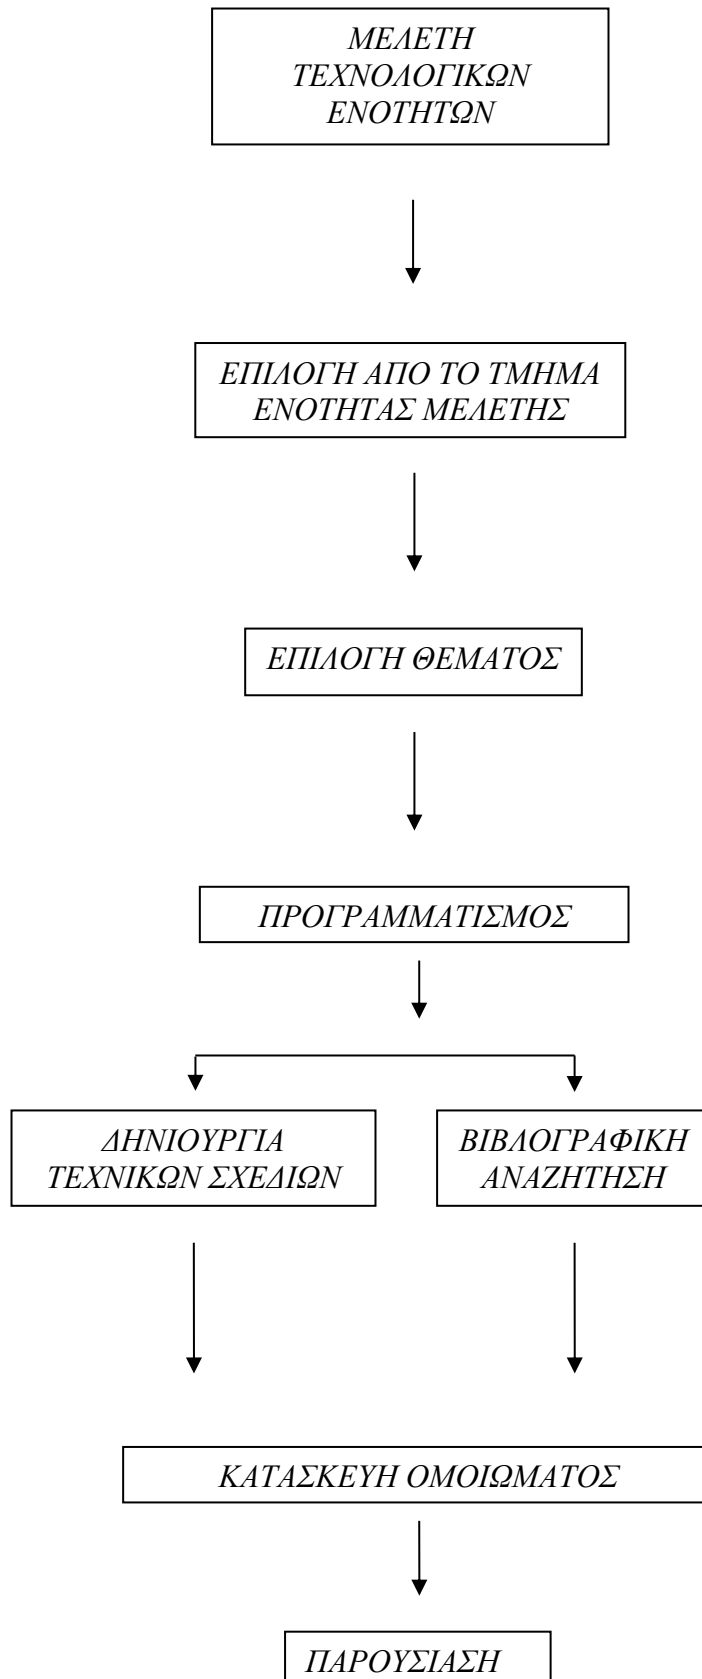 ΜΕΛΕΤΗ
ΤΕΧΝΟΛΟΓΙΚΩΝ
ΕΝΟΤΗΤΩΝ
ΕΠΙΛΟΓΗ ΑΠΟ ΤΟ ΤΜΗΜΑ
ΕΝΟΤΗΤΑΣ ΜΕΛΕΤΗΣ
ΕΠΙΛΟΓΗ ΘΕΜΑΤΟΣ
ΠΡΟΓΡΑΜΜΑΤΙΣΜΟΣ
ΔΗΝΙΟΥΡΓΙΑ
ΤΕΧΝΙΚΩΝ ΣΧΕΔΙΩΝ
ΒΙΒΛΟΓΡΑΦΙΚΗ
ΑΝΑΖΗΤΗΣΗ
ΚΑΤΑΣΚΕΥΗ ΟΜΟΙΩΜΑΤΟΣ
ΠΑΡΟΥΣΙΑΣΗ